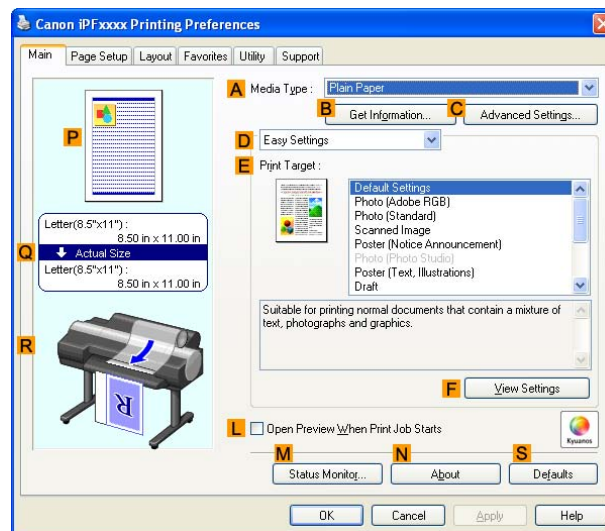 Canon iPFxxxx Printing Preferences
Main Page Setup Layout Favorites Utility Support
A Media Type : Plain Paper
B Get Information... C Advanced Settings...
D Easy Settings
E Print Target :
Default Settings
Photo (Adobe RGB)
Photo (Standard)
Scanned Image
Poster (Notice Announcement)
Photo (Photo Studio)
Poster (Text, Illustrations)
Draft
Suitable for printing normal documents that contain a mixture of
text, photographs and graphics.
F View Settings
P
Letter(8.5"x11") :
8.50 in x 11.00 in
Q Actual Size
Letter(8.5"x11") :
8.50 in x 11.00 in
R
R
L Open Preview When Print Job Starts
Kyuanos
M Status Monitor... N About S Defaults
OK Cancel Apply Help